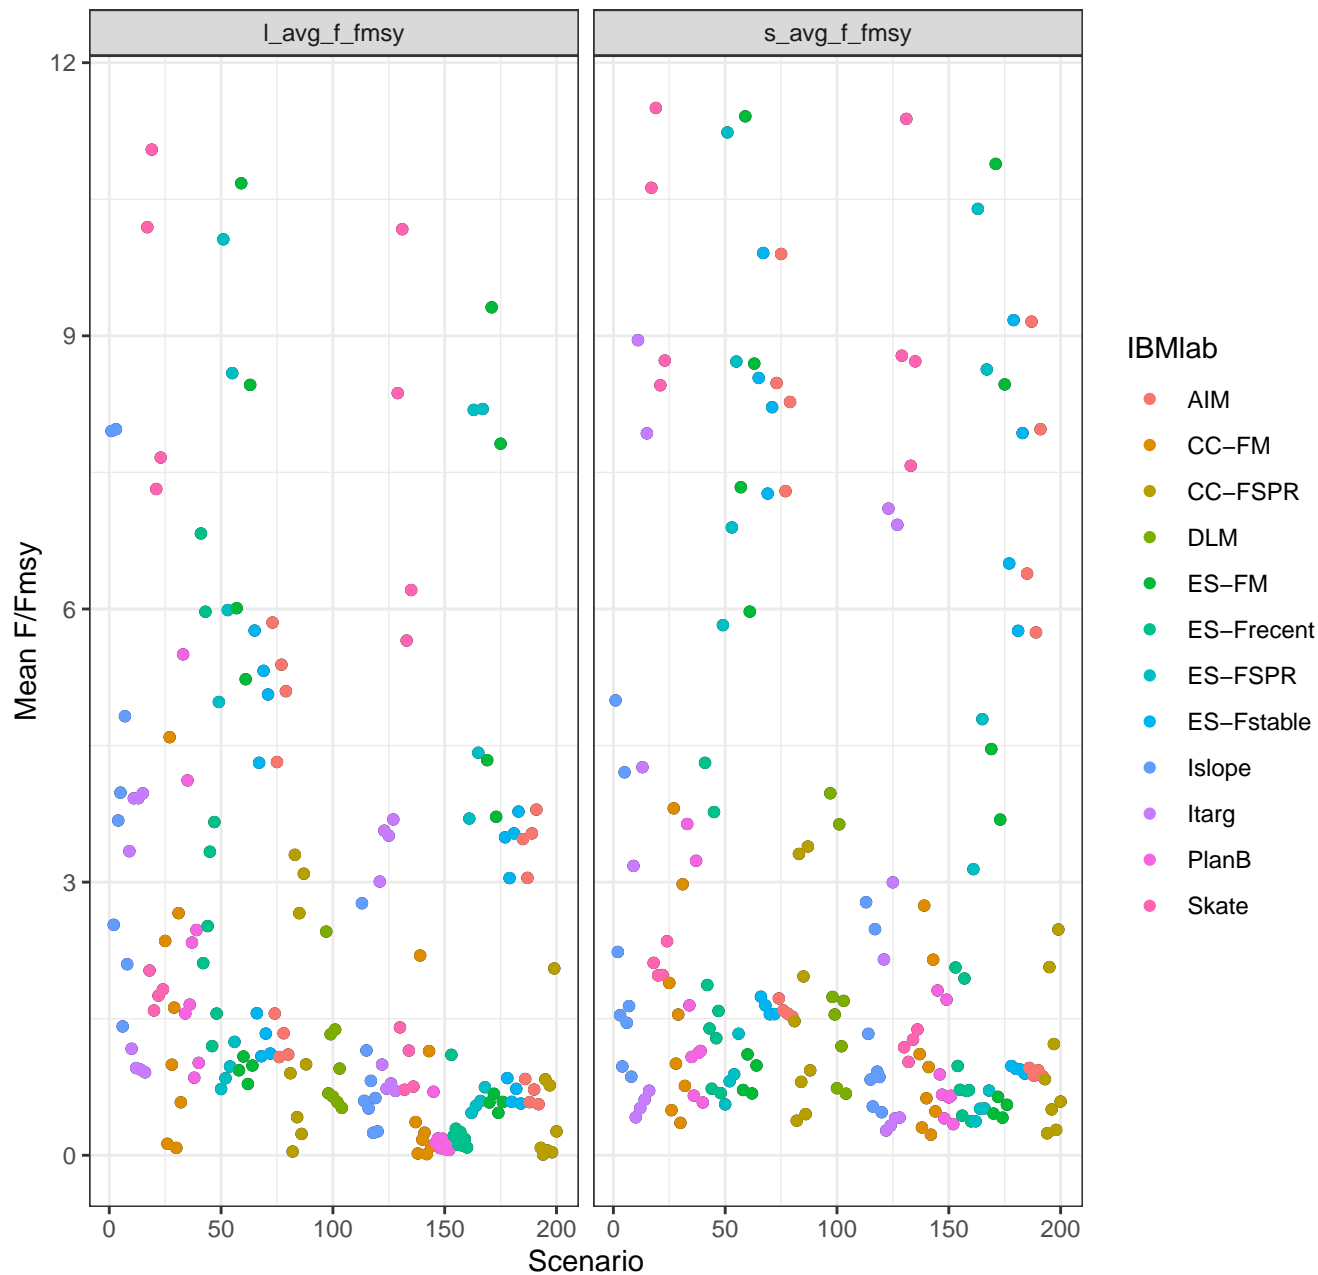 l_avg_f_fmsy
s_avg_f_fmsy
12
9
6
3
0
Mean F/Fmsy
0
50
100
150
200
0
50
100
150
200
Scenario
IBMlab
AIM
CC−FM
CC−FSPR
DLM
ES−FM
ES−Frecent
ES−FSPR
ES−Fstable
Islope
Itarg
PlanB
Skate